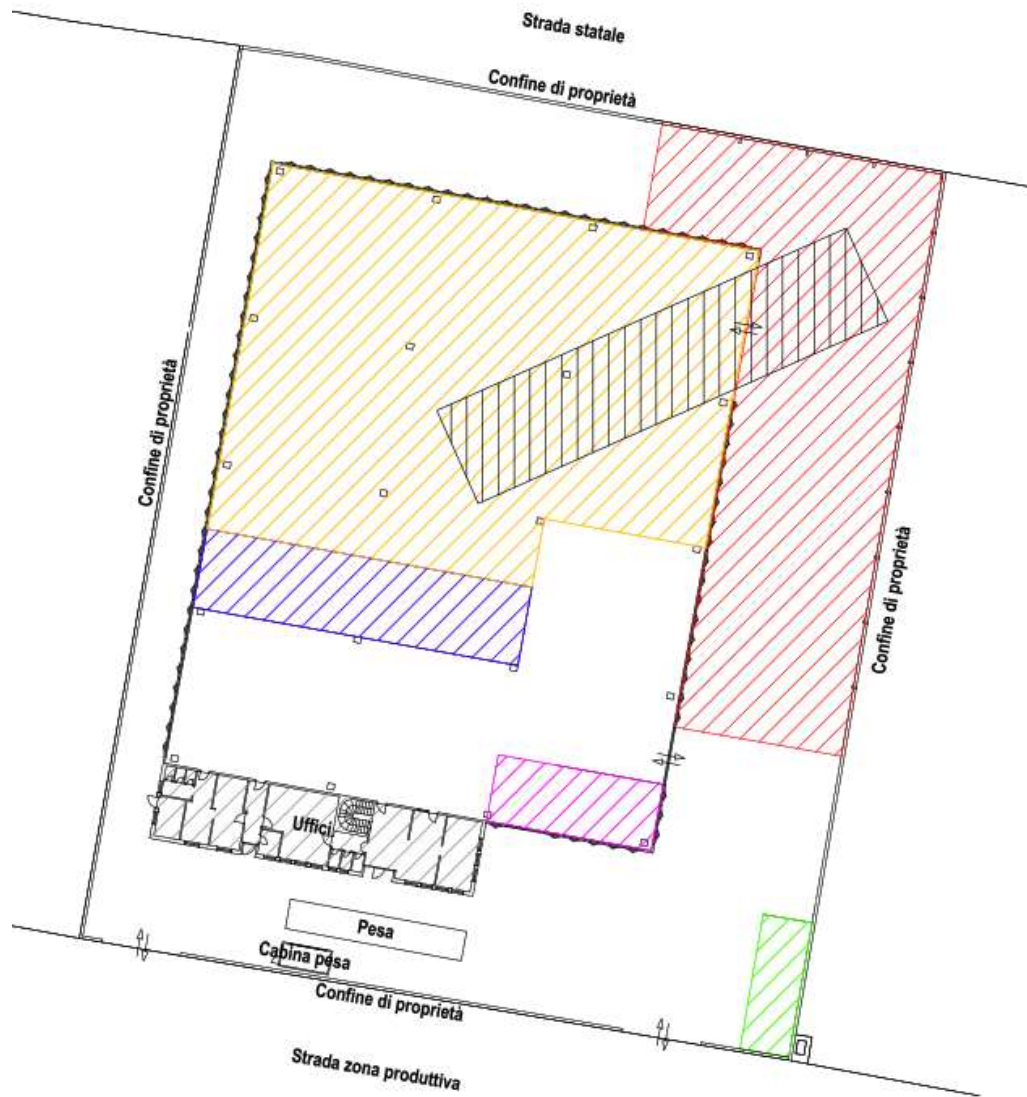 Strada statale
Confine di proprietà
Confine di proprietà
Confine di proprietà
Uffici
Pesa
Cabina pesa
Confine di proprietà
Strada zona produttiva